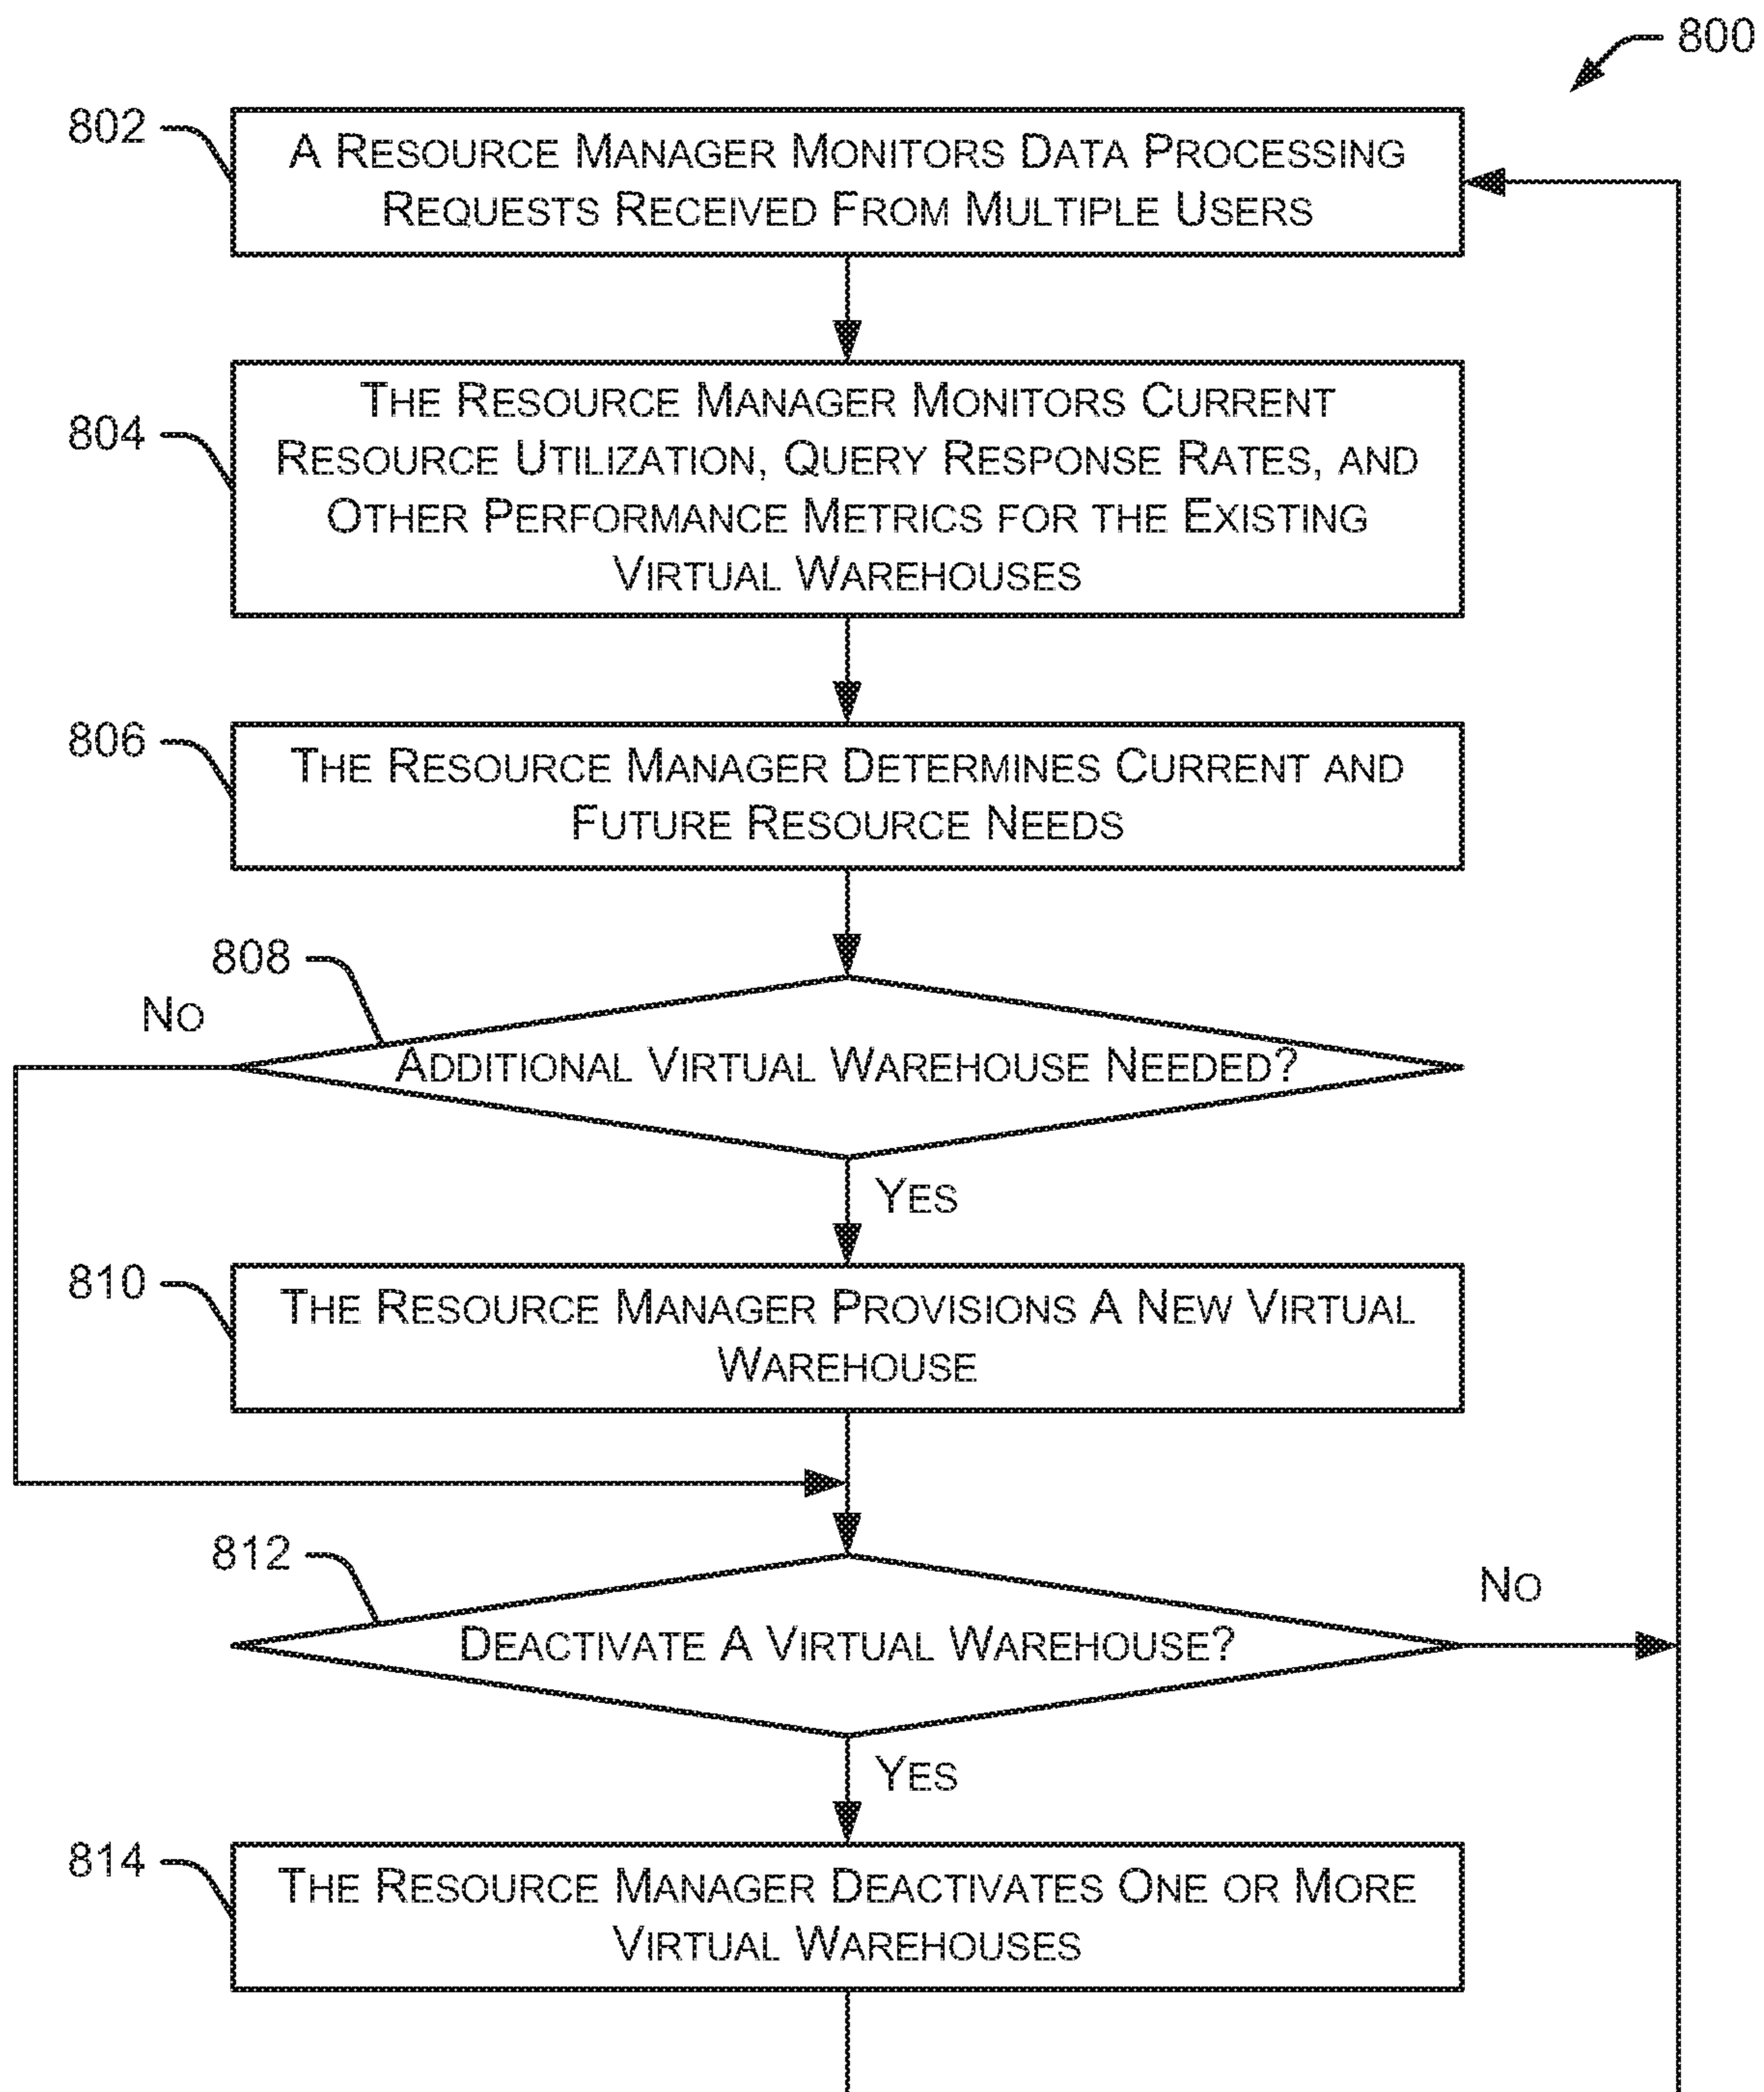 800
802
A RESOURCE MANAGER MONITORS DATA PROCESSING
REQUESTS RECEIVED FROM MULTIPLE USERS
804
THE RESOURCE MANAGER MONITORS CURRENT
RESOURCE UTILIZATION, QUERY RESPONSE RATES, AND
OTHER PERFORMANCE METRICS FOR THE EXISTING
VIRTUAL WAREHOUSES
806
THE RESOURCE MANAGER DETERMINES CURRENT AND
FUTURE RESOURCE NEEDS
808
NO
ADDITIONAL VIRTUAL WAREHOUSE NEEDED?
YES
810
THE RESOURCE MANAGER PROVISIONS A NEW VIRTUAL
WAREHOUSE
812
NO
DEACTIVATE A VIRTUAL WAREHOUSE?
YES
814
THE RESOURCE MANAGER DEACTIVATES ONE OR MORE
VIRTUAL WAREHOUSES